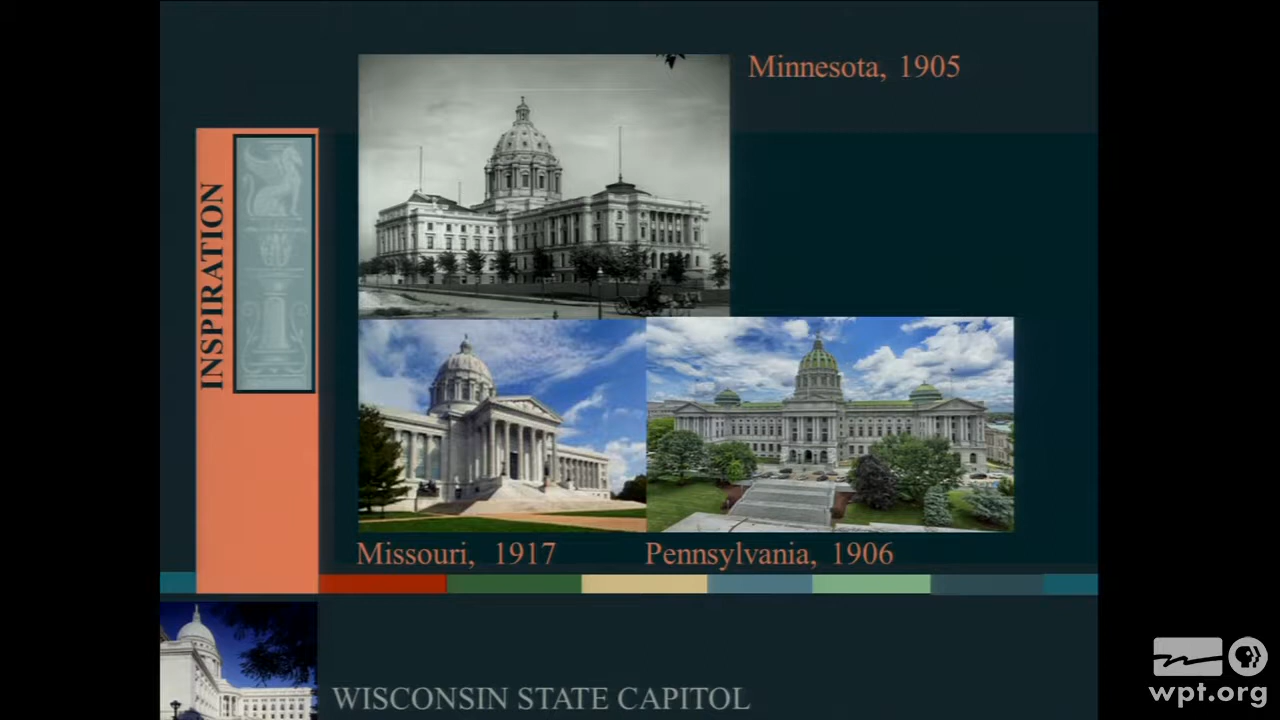 Minnesota, 1905
INSPIRATION
Missouri, 1917
Pennsylvania, 1906
WISCONSIN STATE CAPITOL
wpt.org